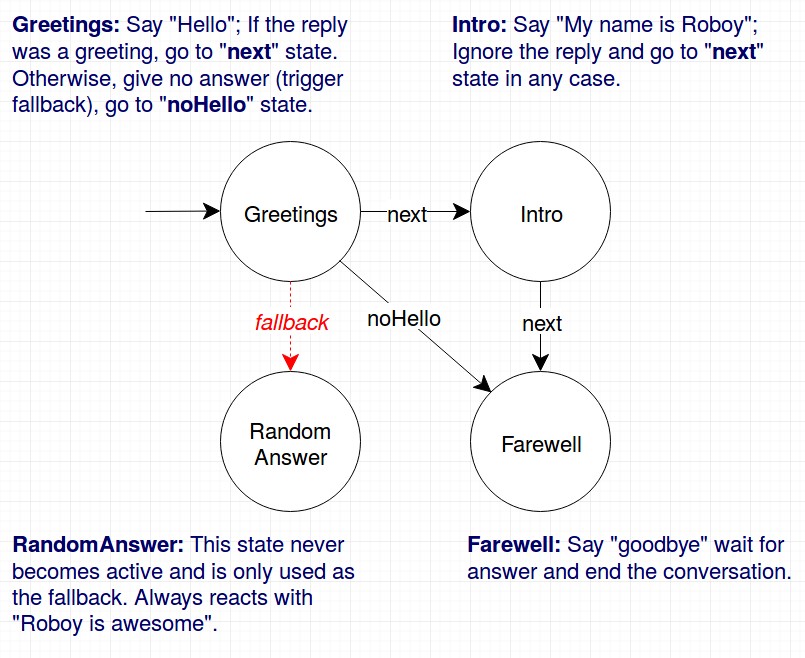 Greetings: Say "Hello"; If the reply
was a greeting, go to "next" state.
Otherwise, give no answer (trigger
fallback), go to "noHello" state.
Intro: Say "My name is Roboy";
Ignore the reply and go to "next"
state in any case.
Greetings
next
Intro
fallback
noHello
next
Random
Answer
Farewell
RandomAnswer: This state never
becomes active and is only used as
the fallback. Always reacts with
"Roboy is awesome".
Farewell: Say "goodbye" wait for
answer and end the conversation.